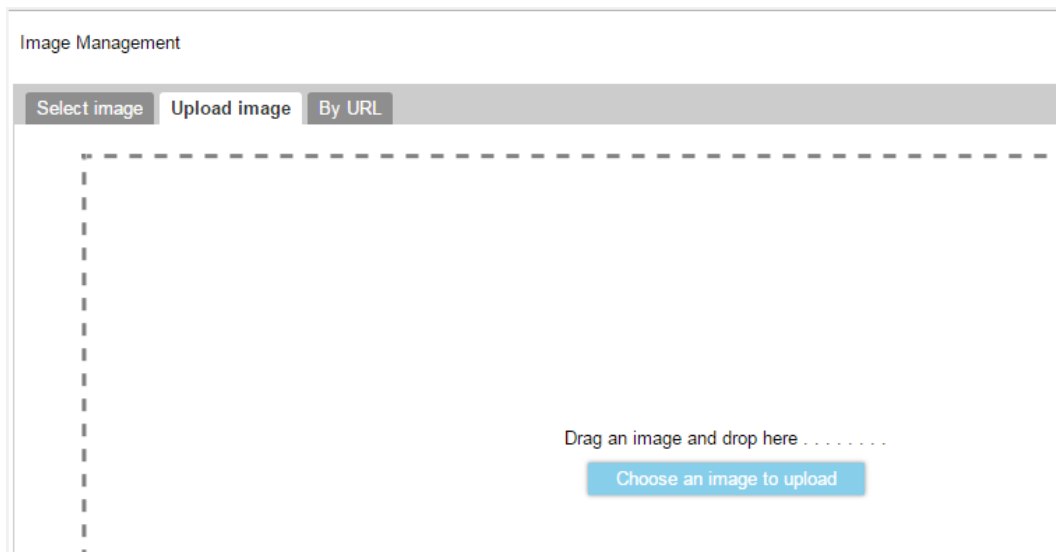 Image Management
Select image Upload image By URL
Drag an image and drop here . . . . . . . .
Choose an image to upload